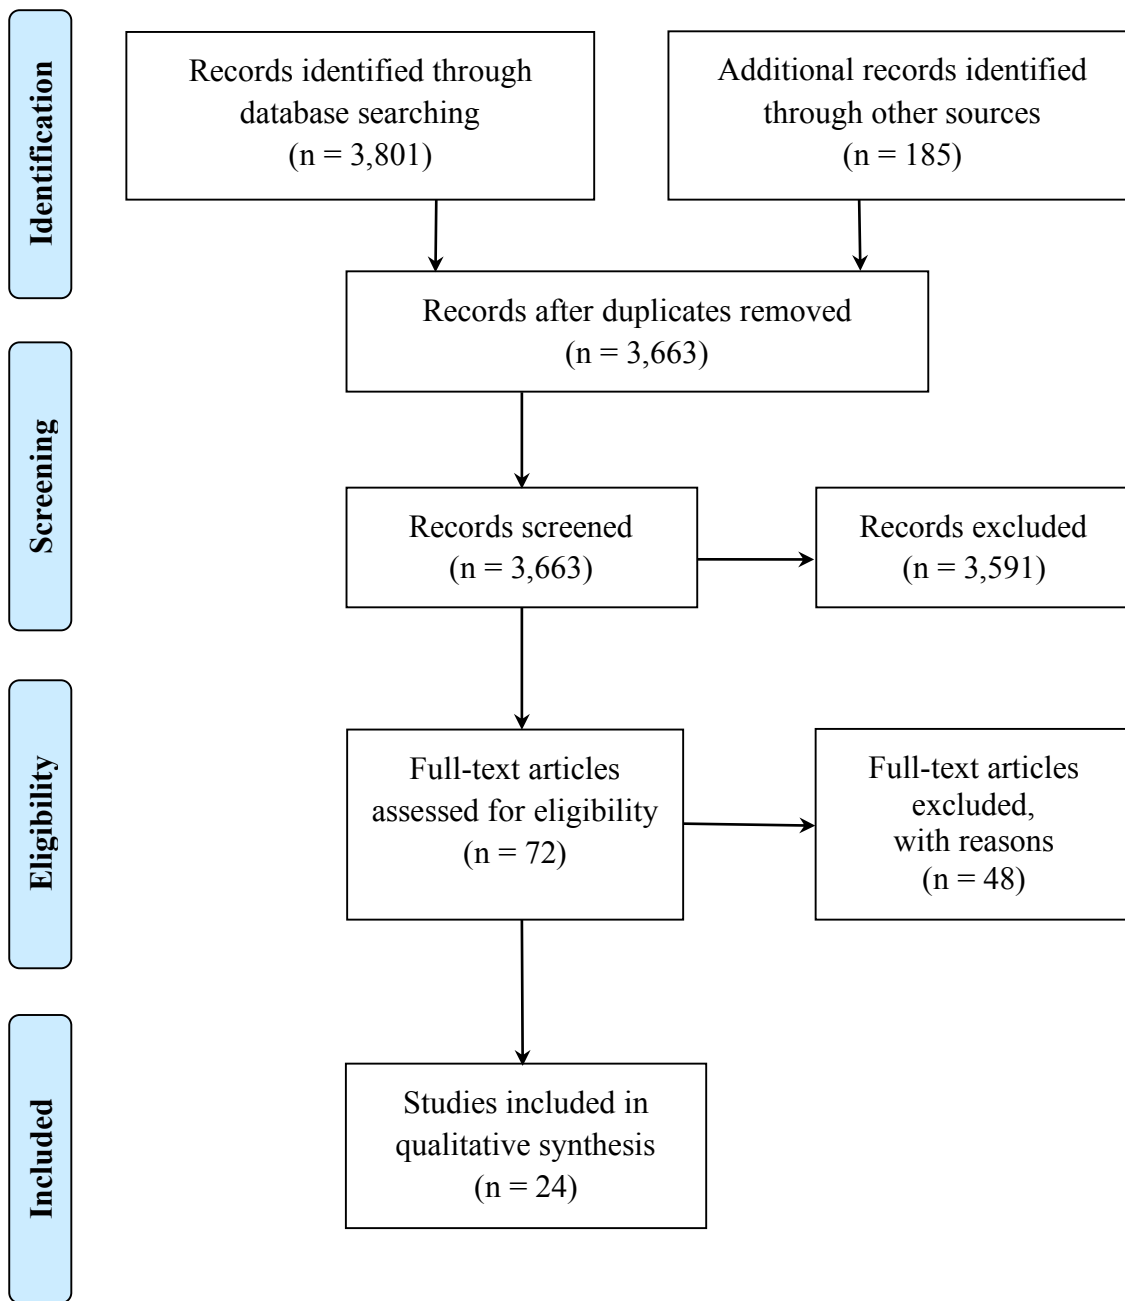 Identification
Records identified through
database searching
(n = 3,801)
Additional records identified
through other sources
(n = 185)
Records after duplicates removed
(n = 3,663)
Screening
Records screened
(n = 3,663)
Records excluded
(n = 3,591)
Eligibility
Full-text articles
assessed for eligibility
(n = 72)
Full-text articles
excluded,
with reasons
(n = 48)
Included
Studies included in
qualitative synthesis
(n = 24)